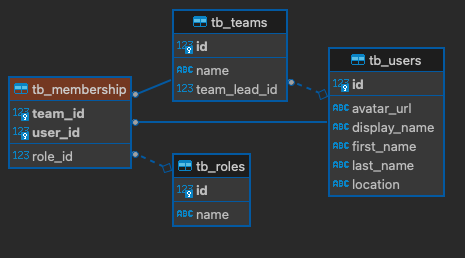 tb_teams
123 id
ABC name
123 team_lead_id
tb_users
123 id
ABC avatar_url
ABC display_name
ABC first_name
ABC last_name
ABC location
tb_membership
123 team_id
123 user_id
123 role_id
tb_roles
123 id
ABC name